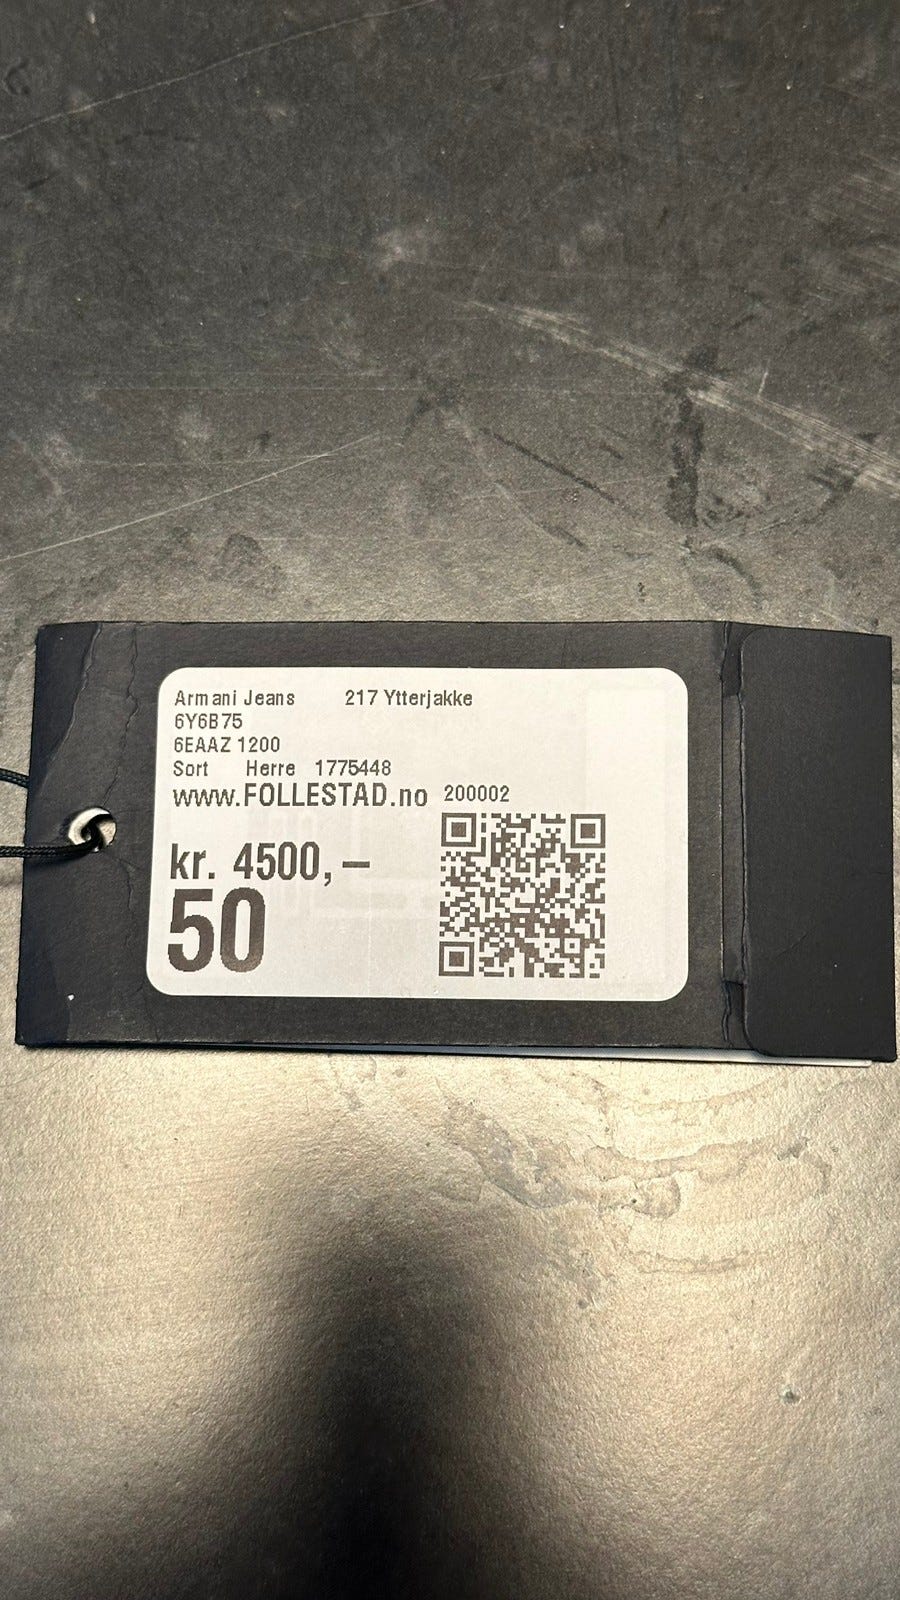 Armani Jeans 217 Ytterjakke
6Y6B75
6EAAZ 1200
Sort Herre 1775448
www.FOLLESTAD.no 200002
kr. 4500,–
50